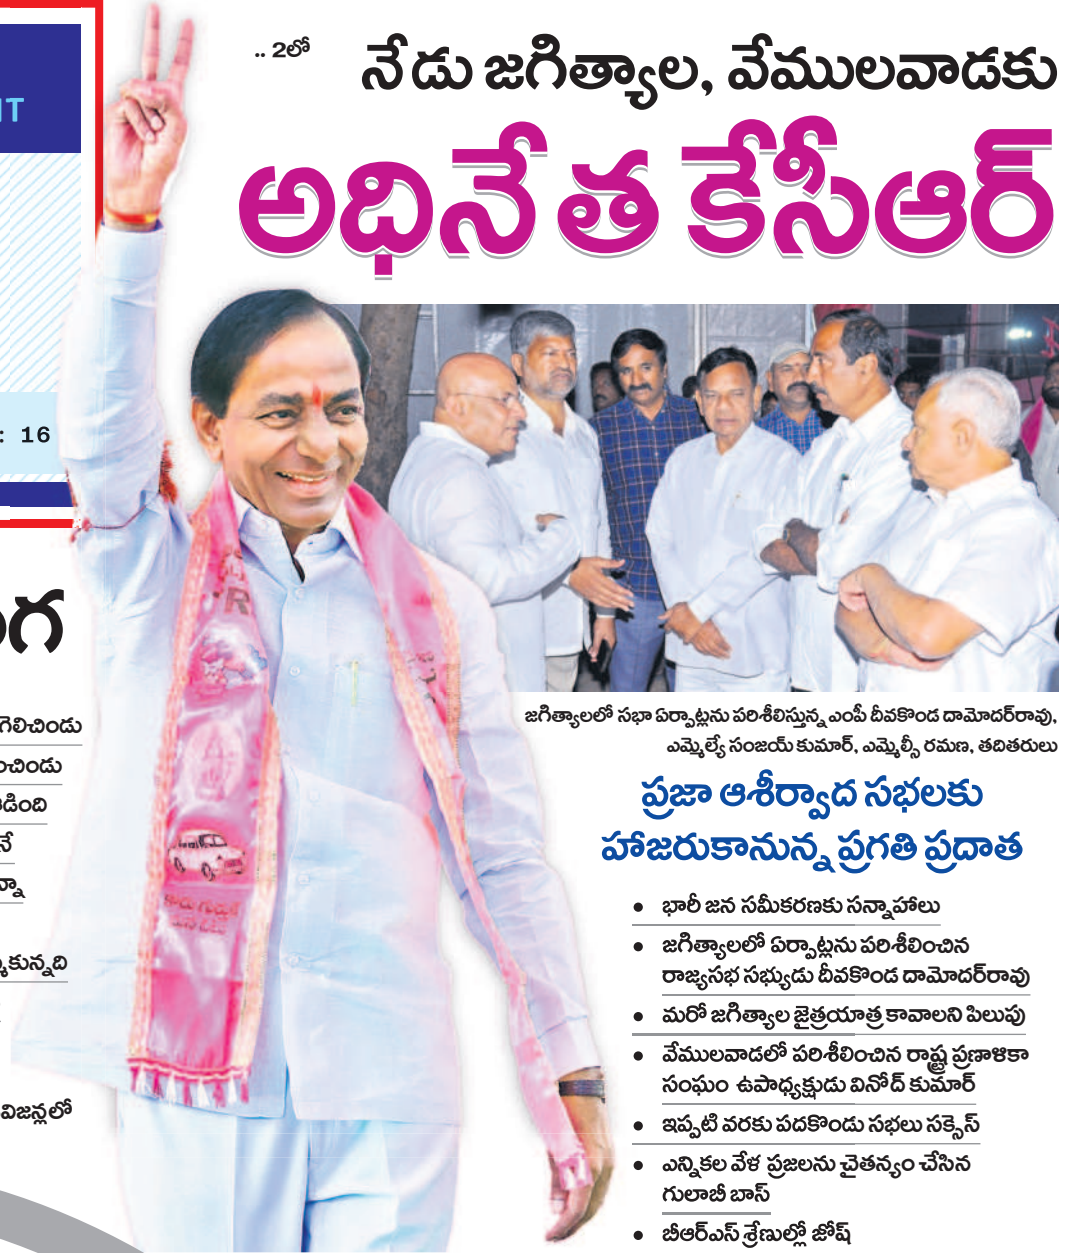 IT
: 16
.. 2లో
నేడు జగిత్యాల, వేములవాడకు
అధినేత కేసీఆర్
జగిత్యాలలో సభా ఏర్పాట్లను పరిశీలిస్తున్న ఎంపీ దీవకొండ దామోదర్‌రావు,
ఎమ్మెల్యే సంజయ్ కుమార్, ఎమ్మెల్సీ రమణ, తదితరులు
ప్రజా ఆశీర్వాద సభలకు
హాజరుకానున్న ప్రగతి ప్రదాత
• భారీ జన సమీకరణకు సన్నాహాలు
• జగిత్యాలలో ఏర్పాట్లను పరిశీలించిన
రాజ్యసభ సభ్యుడు దీవకొండ దామోదర్‌రావు
• మరో జగిత్యాల జైత్రయాత్ర కావాలని పిలుపు
• వేములవాడలో పరిశీలించిన రాష్ట్ర ప్రణాళికా
సంఘం ఉపాధ్యక్షుడు వినోద్ కుమార్
• ఇప్పటి వరకు పదకొండు సభలు సక్సెస్
• ఎన్నికల వేళ ప్రజలను చైతన్యం చేసిన
గులాబీ బాస్
• బీఆర్ఎస్ శ్రేణుల్లో జోష్
గెలిచిండు
డింది
నే
కున్నది
విజన్లలో